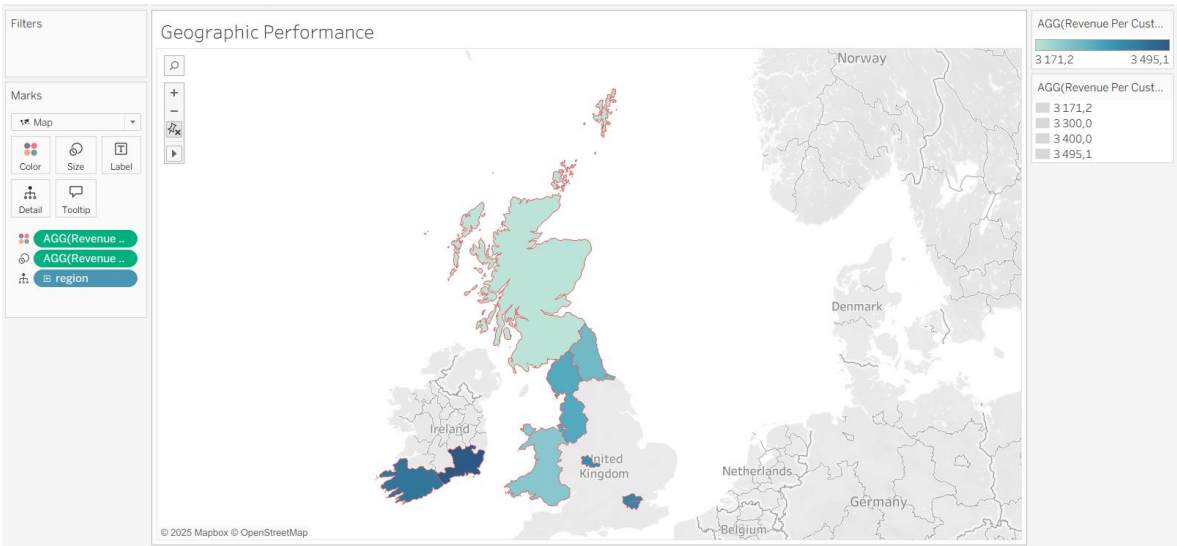 Filters
Marks
Map
Color
Size
Label
Detail
Tooltip
AGG(Revenue ..
AGG(Revenue ..
region
Geographic Performance
Norway
Denmark
Ireland
United
Kingdom
Netherlands
Germany
Belgium
© 2025 Mapbox © OpenStreetMap
AGG(Revenue Per Cust...
3 171,2 3 495,1
AGG(Revenue Per Cust...
3 171,2
3 300,0
3 400,0
3 495,1